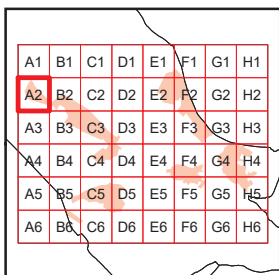 A1 B1 C1 D1 E1 F1 G1 H1
A2 B2 C2 D2 E2 F2 G2 H2
A3 B3 C3 D3 E3 F3 G3 H3
A4 B4 C4 D4 E4 F4 G4 H4
A5 B5 C5 D5 E5 F5 G5 H5
A6 B6 C6 D6 E6 F6 G6 H6